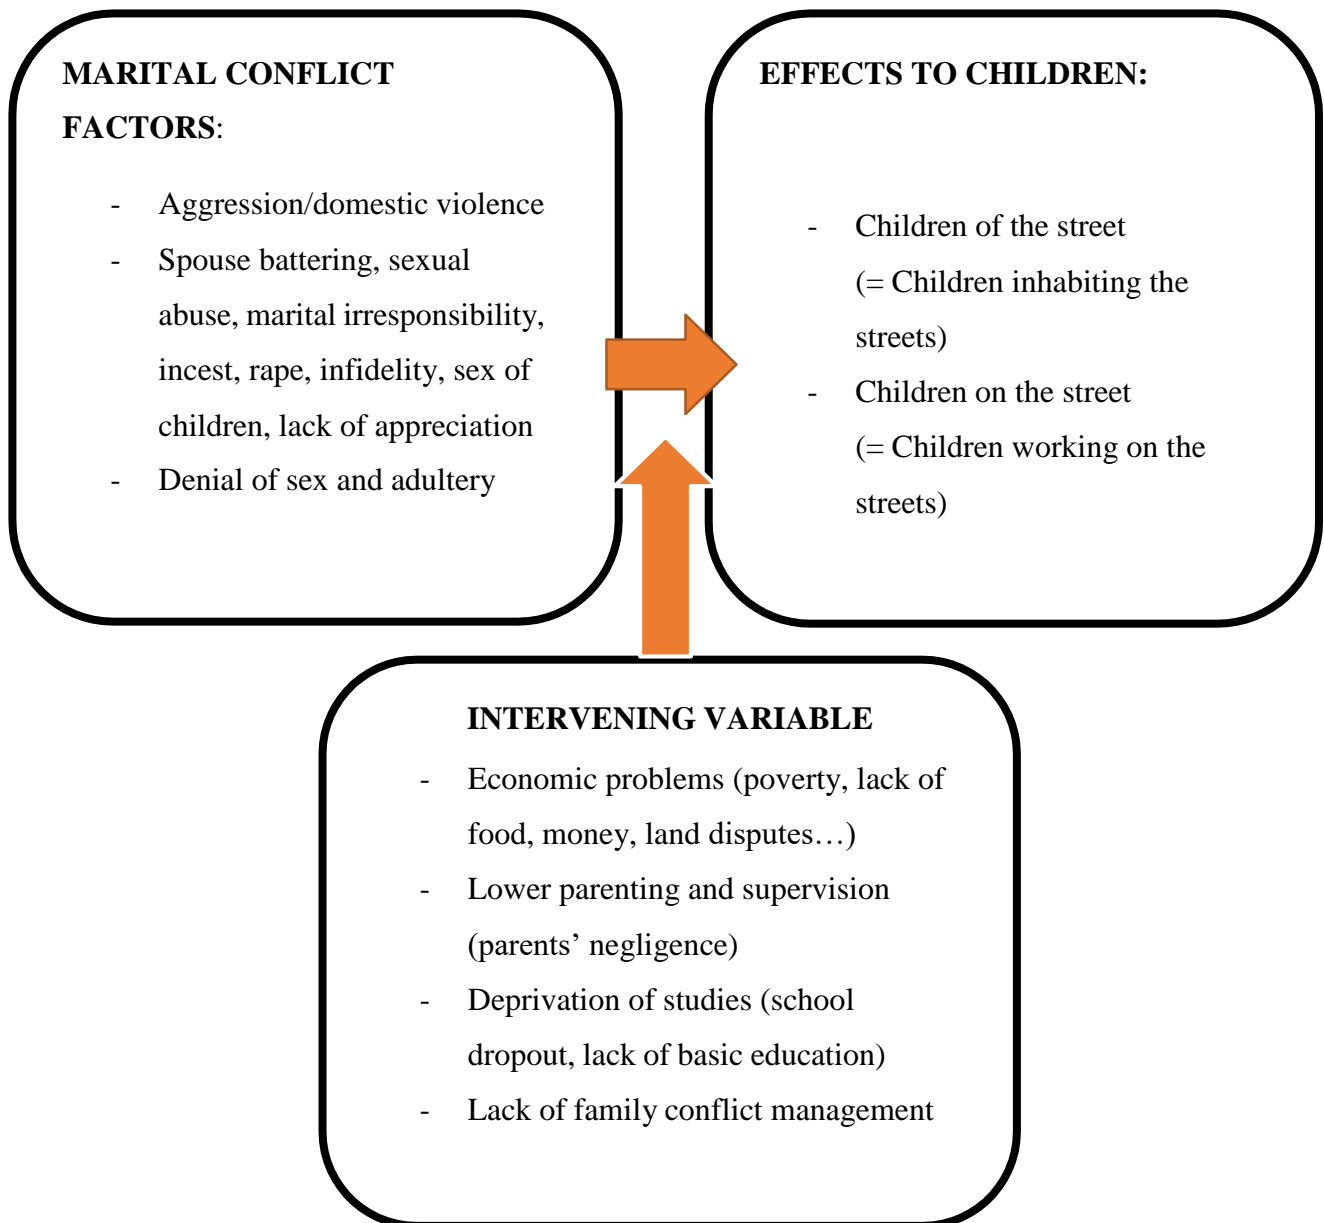 MARITAL CONFLICT
FACTORS:
- Aggression/domestic violence
- Spouse battering, sexual
abuse, marital irresponsibility,
incest, rape, infidelity, sex of
children, lack of appreciation
- Denial of sex and adultery
EFFECTS TO CHILDREN:
- Children of the street
(= Children inhabiting the
streets)
- Children on the street
(= Children working on the
streets)
INTERVENING VARIABLE
- Economic problems (poverty, lack of
food, money, land disputes…)
- Lower parenting and supervision
(parents’ negligence)
- Deprivation of studies (school
dropout, lack of basic education)
- Lack of family conflict management